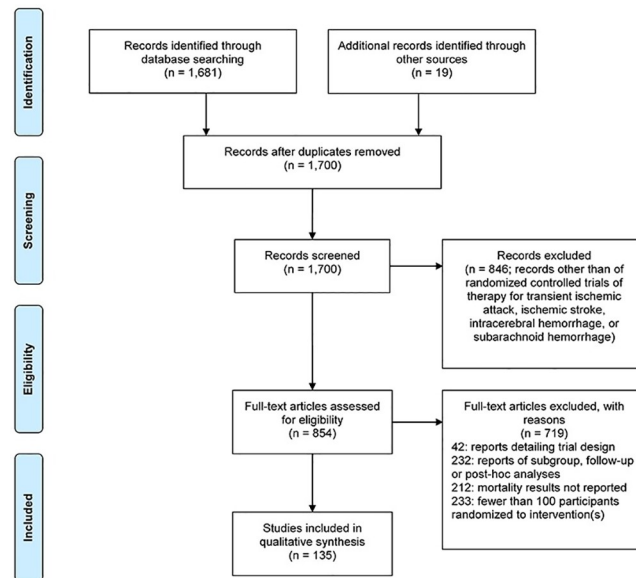 Identification
Records identified through
database searching
(n = 1,681)
Additional records identified through
other sources
(n = 19)
Records after duplicates removed
(n = 1,700)
Screening
Records screened
(n = 1,700)
Records excluded
(n = 846; records other than of
randomized controlled trials of
therapy for transient ischemic
attack, ischemic stroke,
intracerebral hemorrhage, or
subarachnoid hemorrhage)
Eligibility
Full-text articles assessed
for eligibility
(n = 854)
Full-text articles excluded, with
reasons
(n = 719)
42: reports detailing trial design
232: reports of subgroup, follow-up
or post-hoc analyses
212: mortality results not reported
233: fewer than 100 participants
randomized to intervention(s)
Included
Studies included in
qualitative synthesis
(n = 135)